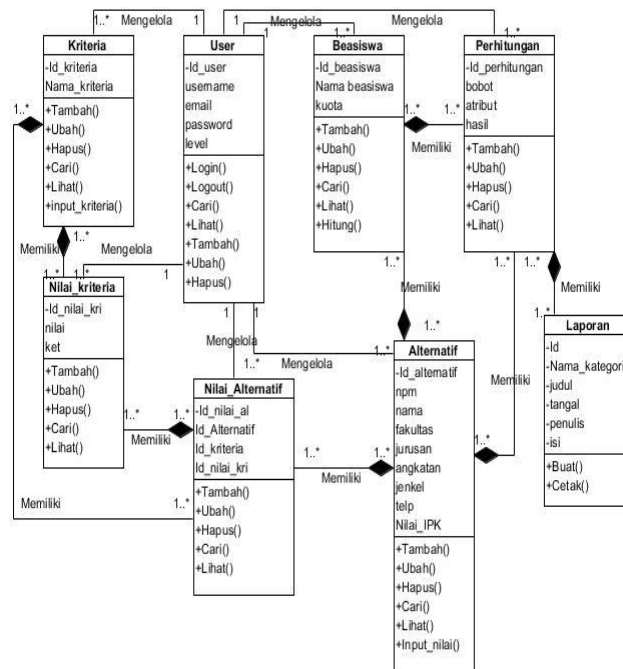 1..*
Mengelola
1
Kriteria
-Id_kriteria
Nama_kriteria
+Tambah()
+Ubah()
+Hapus()
+Cari()
+Lihat()
+input_kriteria()
1..*
User
-Id_user
username
email
password
level
+Login()
+Logout()
+Cari()
+Lihat()
+Tambah()
+Ubah()
+Hapus()
1
1
Mengelola
1..*
Beasiswa
-Id_beasiswa
Nama beasiswa
kuota
+Tambah()
+Ubah()
+Hapus()
+Cari()
+Lihat()
+Hitung()
Mengelola
1..*
Perhitungan
-Id_perhitungan
bobot
atribut
hasil
+Tambah()
+Ubah()
+Hapus()
+Cari()
+Lihat()
1..*
1..*
Memiliki
1..*
Memiliki
1..*
1..*
Mengelola
1
Nilai_kriteria
-Id_nilai_kri
nilai
ket
+Tambah()
+Ubah()
+Hapus()
+Cari()
+Lihat()
1
1
Mengelola
1..*
Mengelola
1..*
1..*
Memiliki
1..*
1..*
1..*
Memiliki
1..*
Laporan
-Id
-Nama_kategori
-judul
-tangal
-penulis
-isi
+Buat()
+Cetak()
Alternatif
-Id_alternatif
npm
nama
fakultas
jurusan
angkatan
jenkel
telp
Nilai_IPK
+Tambah()
+Ubah()
+Hapus()
+Cari()
+Lihat()
+Input_nilai()
Memiliki
1..*
Nilai_Alternatif
-Id_nilai_al
Id_Alternatif
Id_kriteria
Id_nilai_kri
+Tambah()
+Ubah()
+Hapus()
+Cari()
+Lihat()
1..*
1..*
Memiliki
1..*
1..*
Memiliki
Memiliki
1..*